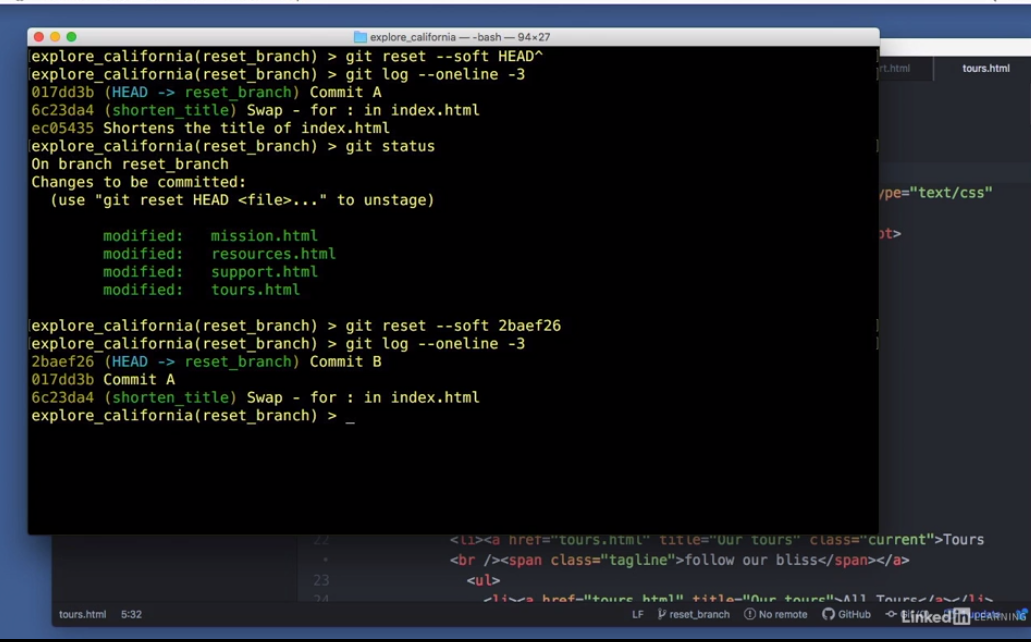 explore_california — -bash — 94×27
explore_california(reset_branch) > git reset --soft HEAD^
explore_california(reset_branch) > git log --oneline -3
017dd3b (HEAD -> reset_branch) Commit A
6c23da4 (shorten_title) Swap - for : in index.html
ec05435 Shortens the title of index.html
explore_california(reset_branch) > git status
On branch reset_branch
Changes to be committed:
(use "git reset HEAD <file>..." to unstage)
modified: mission.html
modified: resources.html
modified: support.html
modified: tours.html
explore_california(reset_branch) > git reset --soft 2baef26
explore_california(reset_branch) > git log --oneline -3
2baef26 (HEAD -> reset_branch) Commit B
017dd3b Commit A
6c23da4 (shorten_title) Swap - for : in index.html
explore_california(reset_branch) > _
rt.html
tours.html
ype="text/css"
pt>
22 <li><a href="tours.html" title="Our tours" class="current">Tours
<br /><span class="tagline">follow our bliss</span></a>
23 <ul>
24 <li><a href="tours.html" title="Our tours">All Tours</a></li>
tours.html 5:32
LF reset_branch No remote GitHub
LinkedIn LEARNING